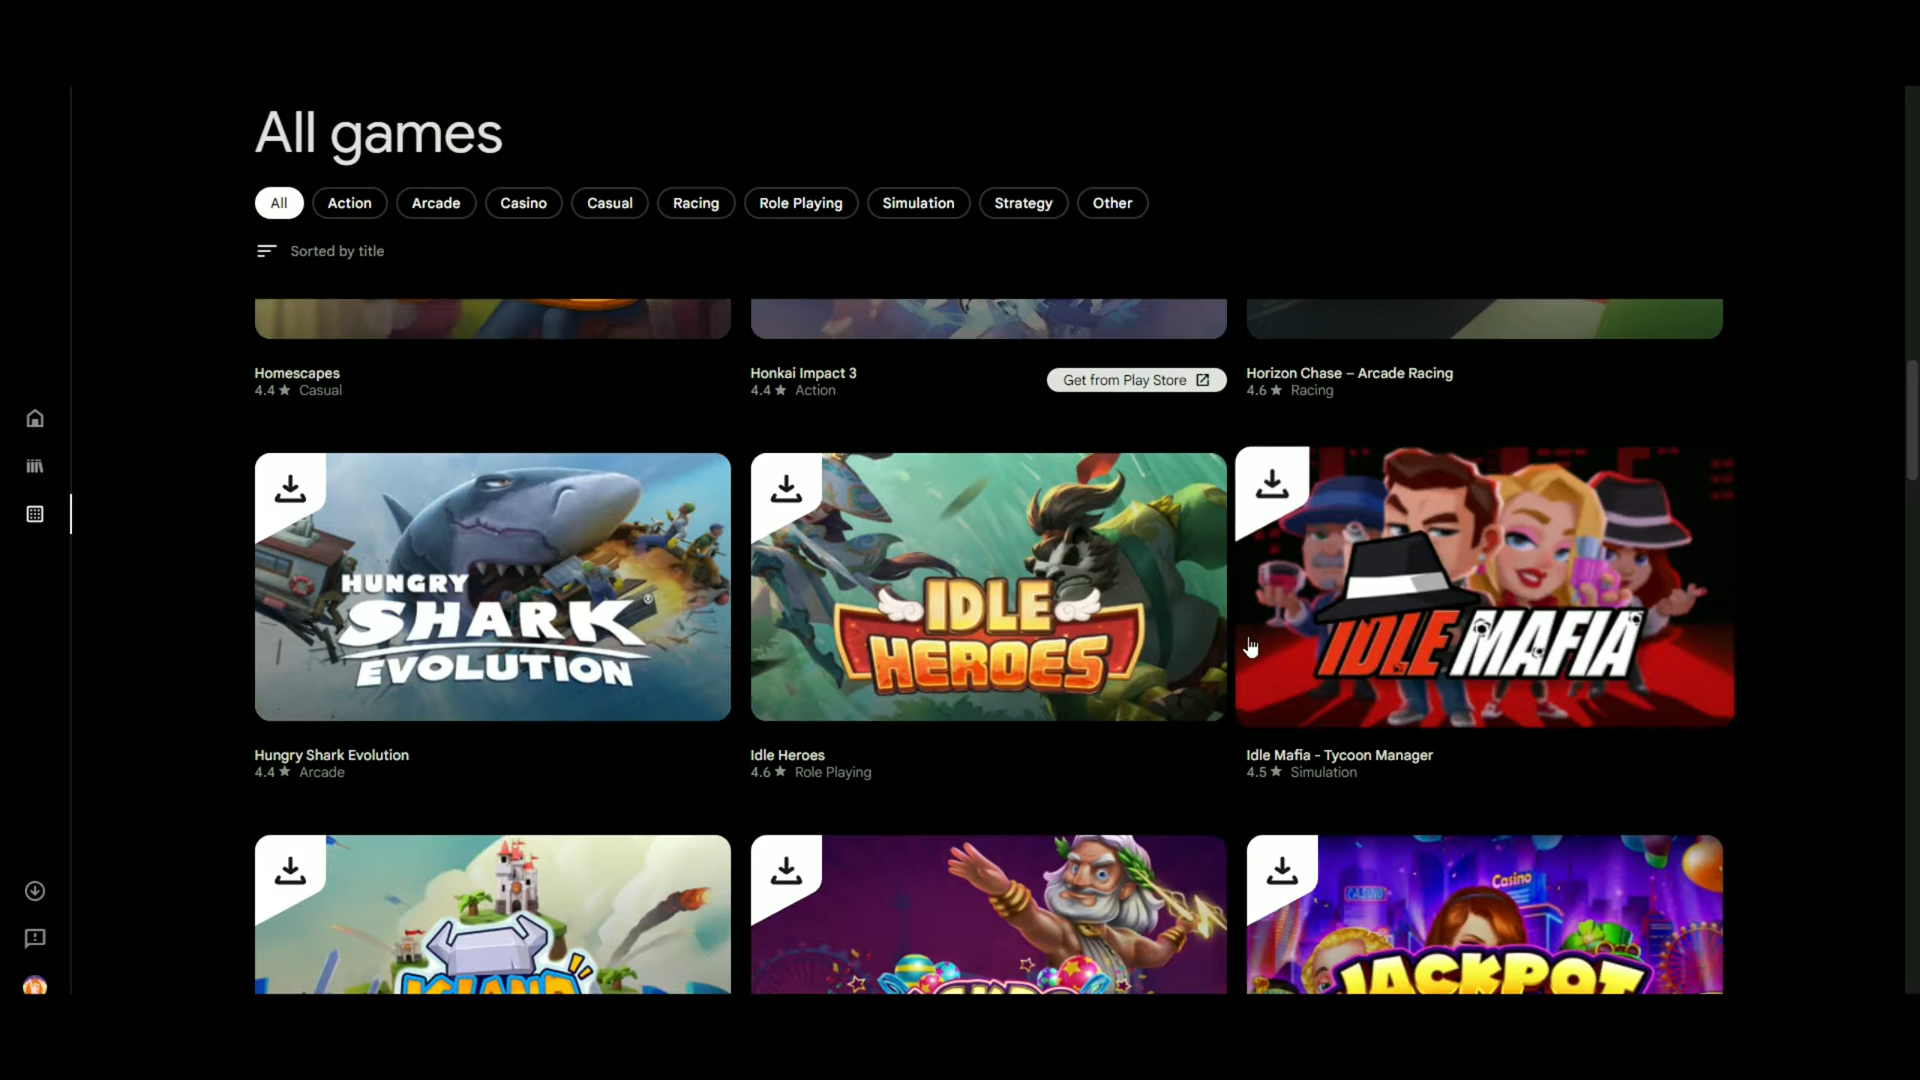 All games
All Action Arcade Casino Casual Racing Role Playing Simulation Strategy Other
Sorted by title
Homescapes
4.4★ Casual
Honkai Impact 3
4.4★ Action
Get from Play Store
Horizon Chase – Arcade Racing
4.6★ Racing
HUNGRY
SHARK®
EVOLUTION
IDLE
HEROES
IDLE MAFIA
Hungry Shark Evolution
4.4★ Arcade
Idle Heroes
4.6★ Role Playing
Idle Mafia - Tycoon Manager
4.5★ Simulation
ISLAND
CASINO
Casino
JACKPOT